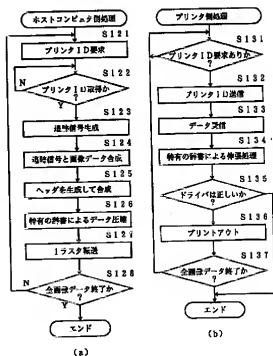 ホストコンピュータ側処理
S121
プリンタID要求
S122
プリンタID取得か
?
N
Y
S123
追跡信号生成
S124
追跡信号と画像データ合成
S125
ヘッダを生成して合成
S126
特有の辞書によるデータ圧縮
S127
1ラスタ転送
S128
全画像データ終了か
?
N
Y
エンド
(a)
プリンタ側処理
S131
プリンタID要求ありか
?
S132
プリンタID送信
S133
データ受信
S134
特有の辞書による伸張処理
S135
ドライバは正しいか
?
S136
プリントアウト
S137
全画像データ終了か
?
エンド
(b)